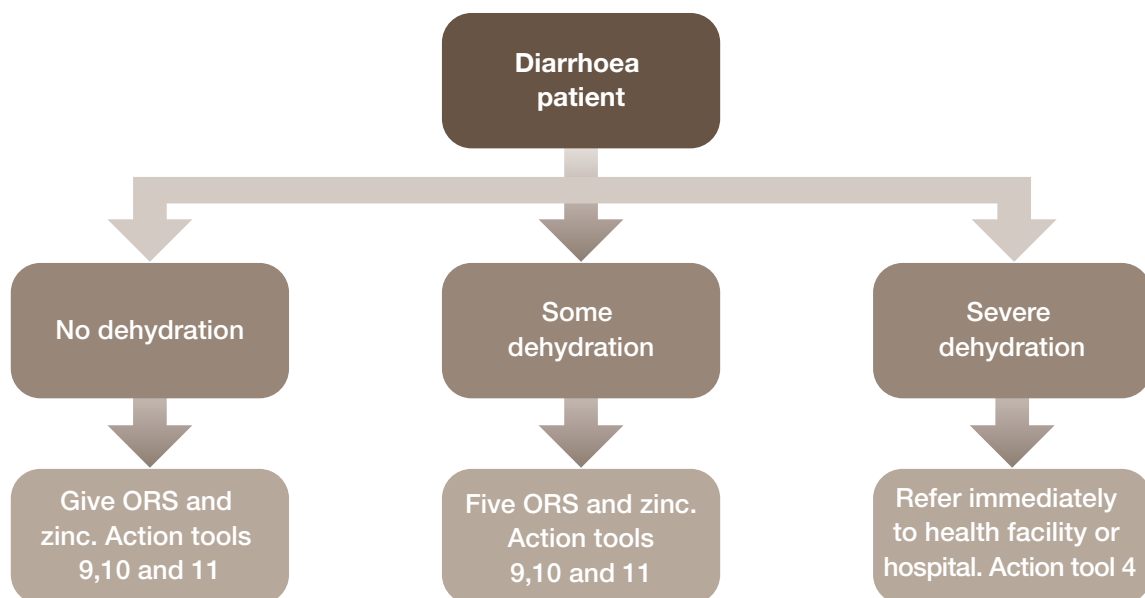 Diarrhoea
patient
No dehydration
Some
dehydration
Severe
dehydration
Give ORS and
zinc. Action tools
9,10 and 11
Five ORS and zinc.
Action tools
9,10 and 11
Refer immediately
to health facility or
hospital. Action tool 4